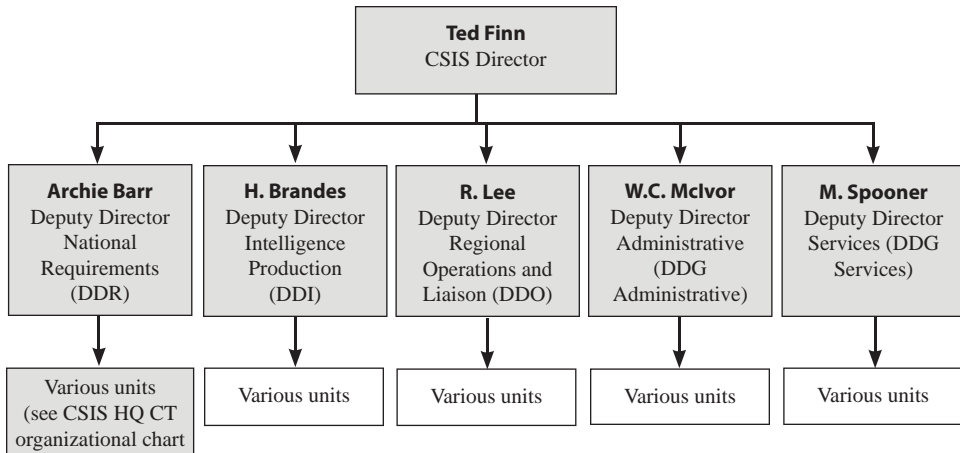 Ted Finn
CSIS Director
Archie Barr
Deputy Director
National
Requirements
(DDR)
H. Brandes
Deputy Director
Intelligence
Production
(DDI)
R. Lee
Deputy Director
Regional
Operations and
Liaison (DDO)
W.C. McIvor
Deputy Director
Administrative
(DDG
Administrative)
M. Spooner
Deputy Director
Services (DDG
Services)
Various units
(see CSIS HQ CT
organizational chart
Various units
Various units
Various units
Various units